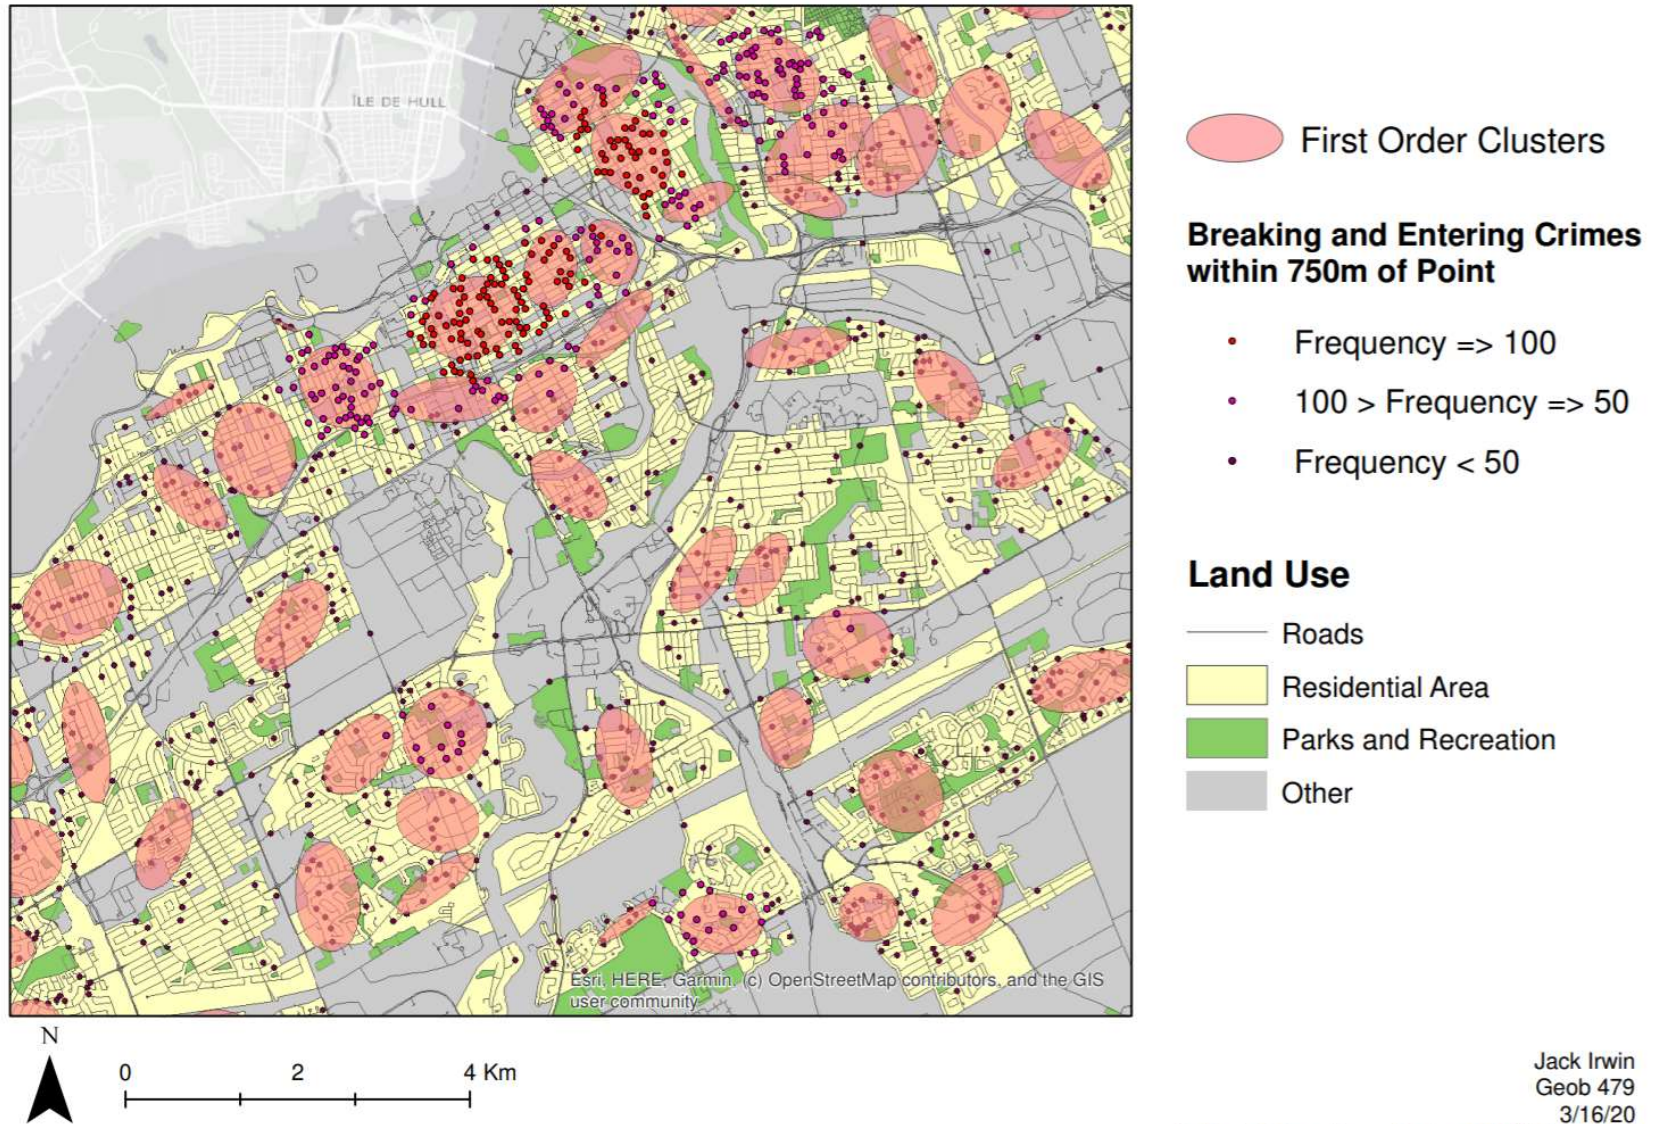 ÎLE DE HULL
Esri, HERE, Garmin, (c) OpenStreetMap contributors, and the GIS
user community
First Order Clusters
Breaking and Entering Crimes
within 750m of Point
Frequency => 100
100 > Frequency => 50
Frequency < 50
Land Use
Roads
Residential Area
Parks and Recreation
Other
N
0 2 4 Km
Jack Irwin
Geob 479
3/16/20